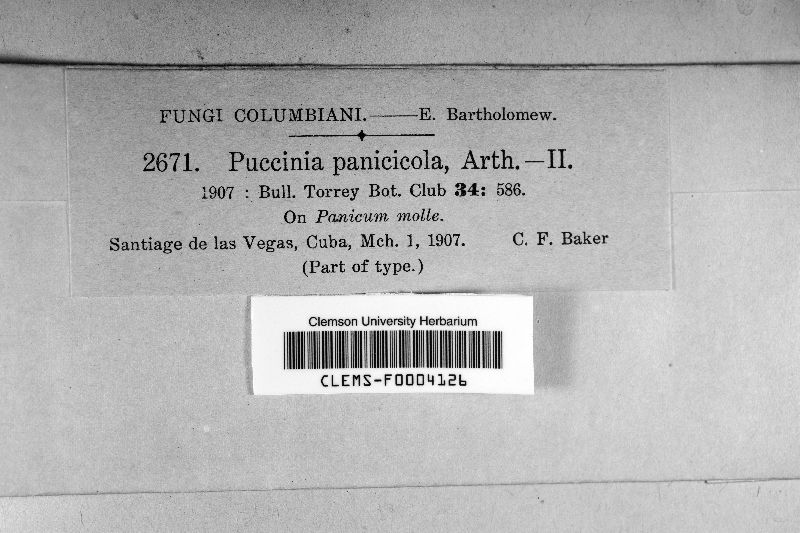 FUNGI COLUMBIANI.——E. Bartholomew.
2671. Puccinia panicicola, Arth.—II.
1907 : Bull. Torrey Bot. Club 34: 586.
On Panicum molle.
Santiage de las Vegas, Cuba, Mch. 1, 1907. C. F. Baker
(Part of type.)
Clemson University Herbarium
CLEMS-F0004126